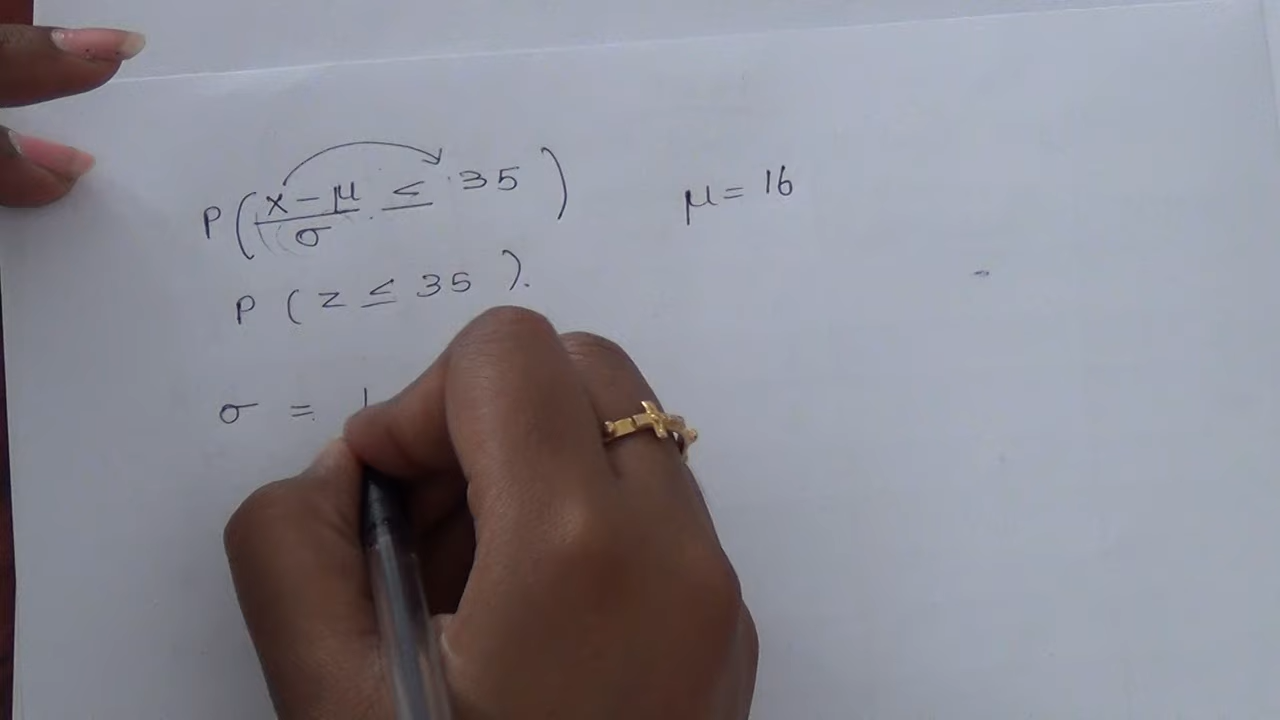 P(x-μ/σ ≤ 35) μ = 16
P(z ≤ 35).
σ =